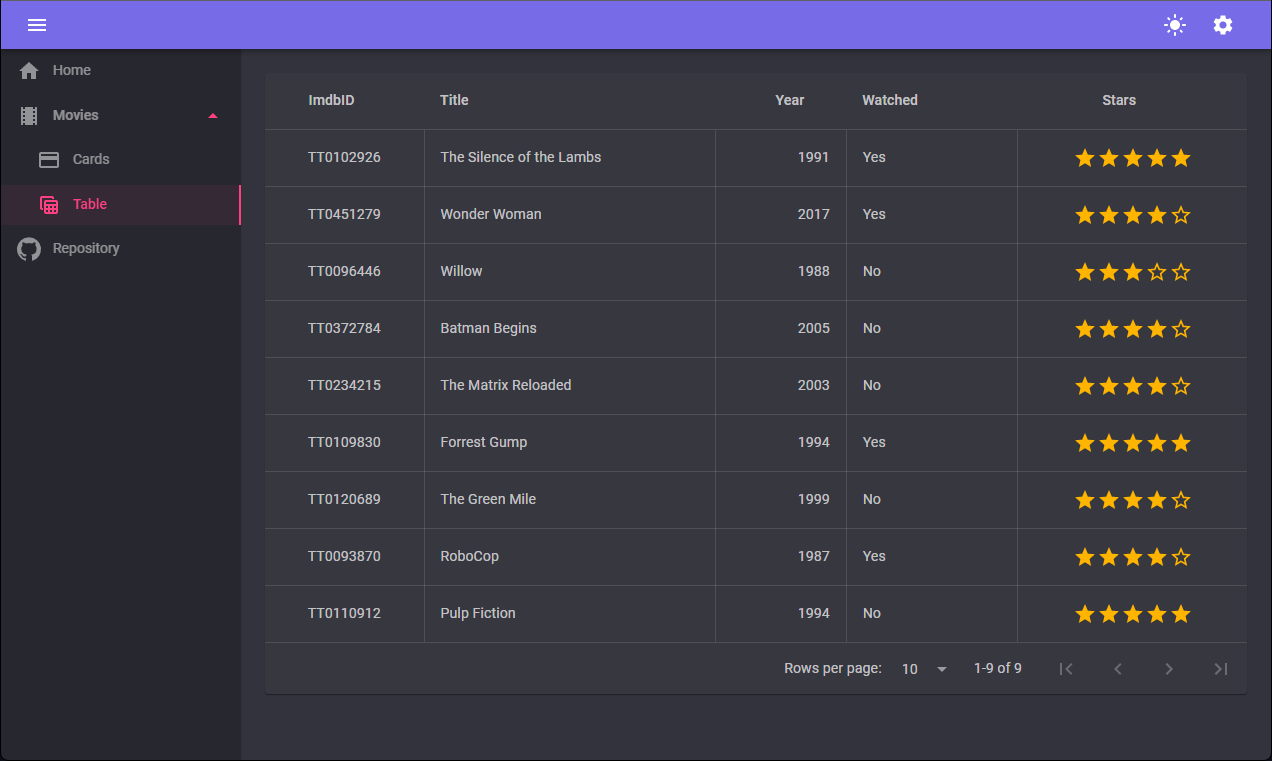 Home
Movies
Cards
Table
Repository
ImdbID Title Year Watched Stars
TT0102926 The Silence of the Lambs 1991 Yes
TT0451279 Wonder Woman 2017 Yes
TT0096446 Willow 1988 No
TT0372784 Batman Begins 2005 No
TT0234215 The Matrix Reloaded 2003 No
TT0109830 Forrest Gump 1994 Yes
TT0120689 The Green Mile 1999 No
TT0093870 RoboCop 1987 Yes
TT0110912 Pulp Fiction 1994 No
Rows per page: 10 1-9 of 9